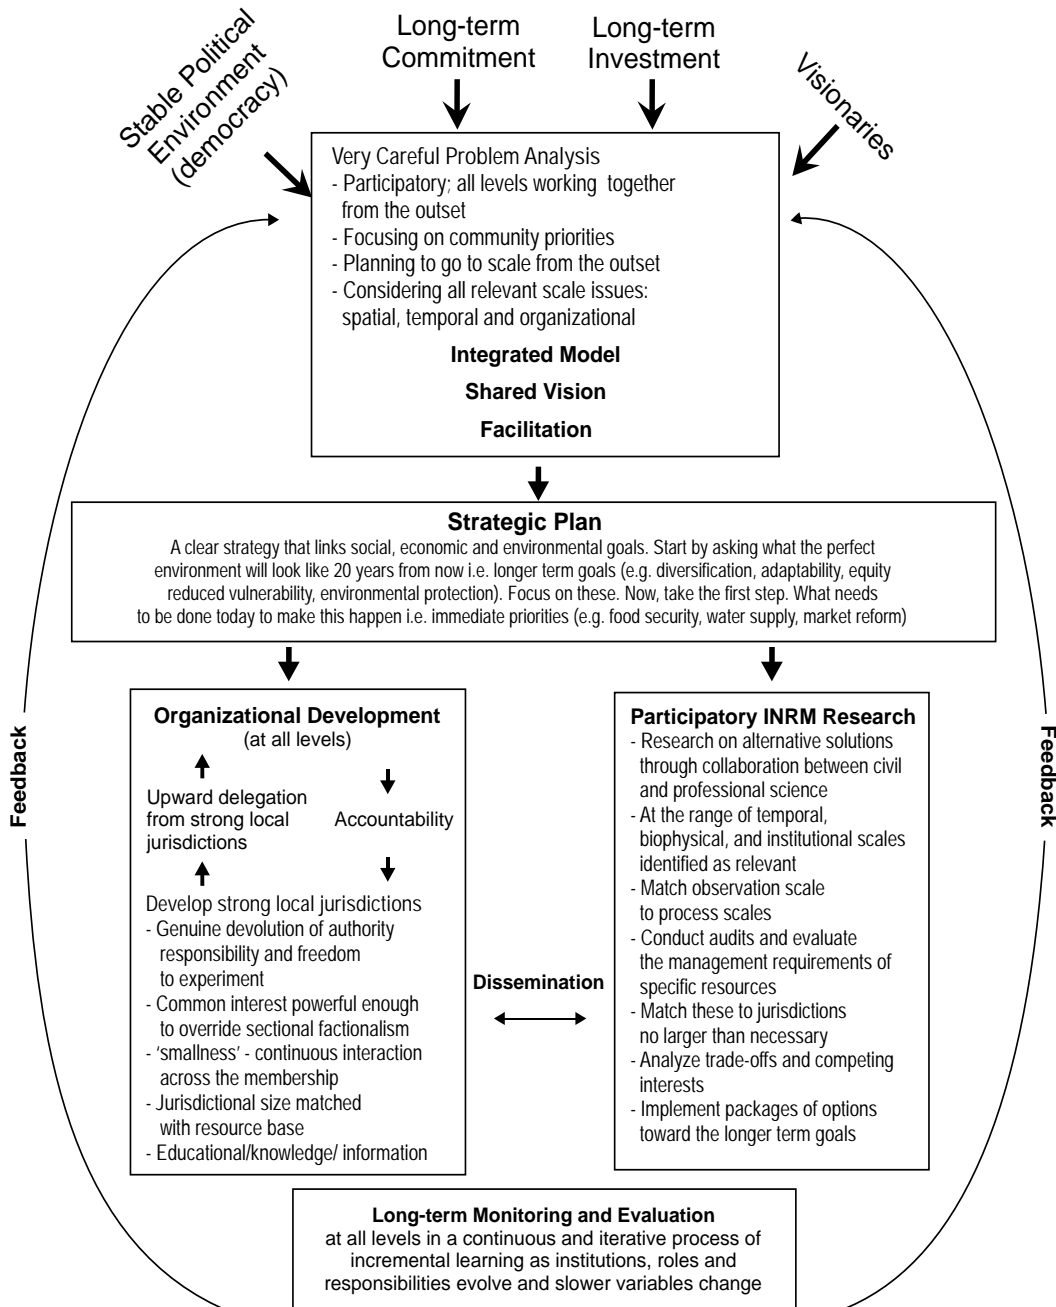 Stable Political
Environment
(democracy)
Long-term
Commitment
Long-term
Investment
Visionaries
Very Careful Problem Analysis
- Participatory; all levels working together
from the outset
- Focusing on community priorities
- Planning to go to scale from the outset
- Considering all relevant scale issues:
spatial, temporal and organizational
Integrated Model
Shared Vision
Facilitation
Strategic Plan
A clear strategy that links social, economic and environmental goals. Start by asking what the perfect
environment will look like 20 years from now i.e. longer term goals (e.g. diversification, adaptability, equity
reduced vulnerability, environmental protection). Focus on these. Now, take the first step. What needs
to be done today to make this happen i.e. immediate priorities (e.g. food security, water supply, market reform)
Feedback
Organizational Development
(at all levels)
Upward delegation
from strong local
jurisdictions
Accountability
Develop strong local jurisdictions
- Genuine devolution of authority
responsibility and freedom
to experiment
- Common interest powerful enough
to override sectional factionalism
- ‘smallness’ - continuous interaction
across the membership
- Jurisdictional size matched
with resource base
- Educational/knowledge/ information
Dissemination
Participatory INRM Research
- Research on alternative solutions
through collaboration between civil
and professional science
- At the range of temporal,
biophysical, and institutional scales
identified as relevant
- Match observation scale
to process scales
- Conduct audits and evaluate
the management requirements of
specific resources
- Match these to jurisdictions
no larger than necessary
- Analyze trade-offs and competing
interests
- Implement packages of options
toward the longer term goals
Feedback
Long-term Monitoring and Evaluation
at all levels in a continuous and iterative process of
incremental learning as institutions, roles and
responsibilities evolve and slower variables change